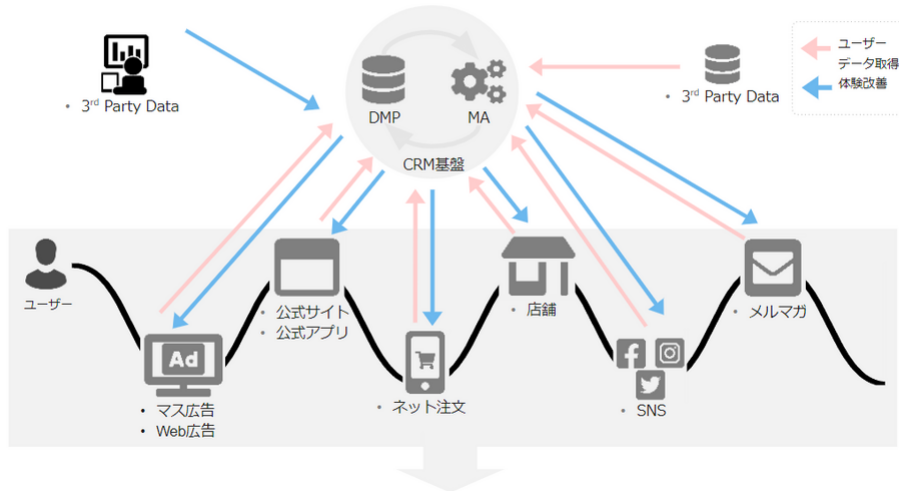 ユーザー
データ取得
体験改善
• 3rd Party Data
• 3rd Party Data
DMP
MA
CRM基盤
ユーザー
• 公式サイト
• 公式アプリ
• 店舗
• メルマガ
Ad
• マス広告
• Web広告
• ネット注文
• SNS